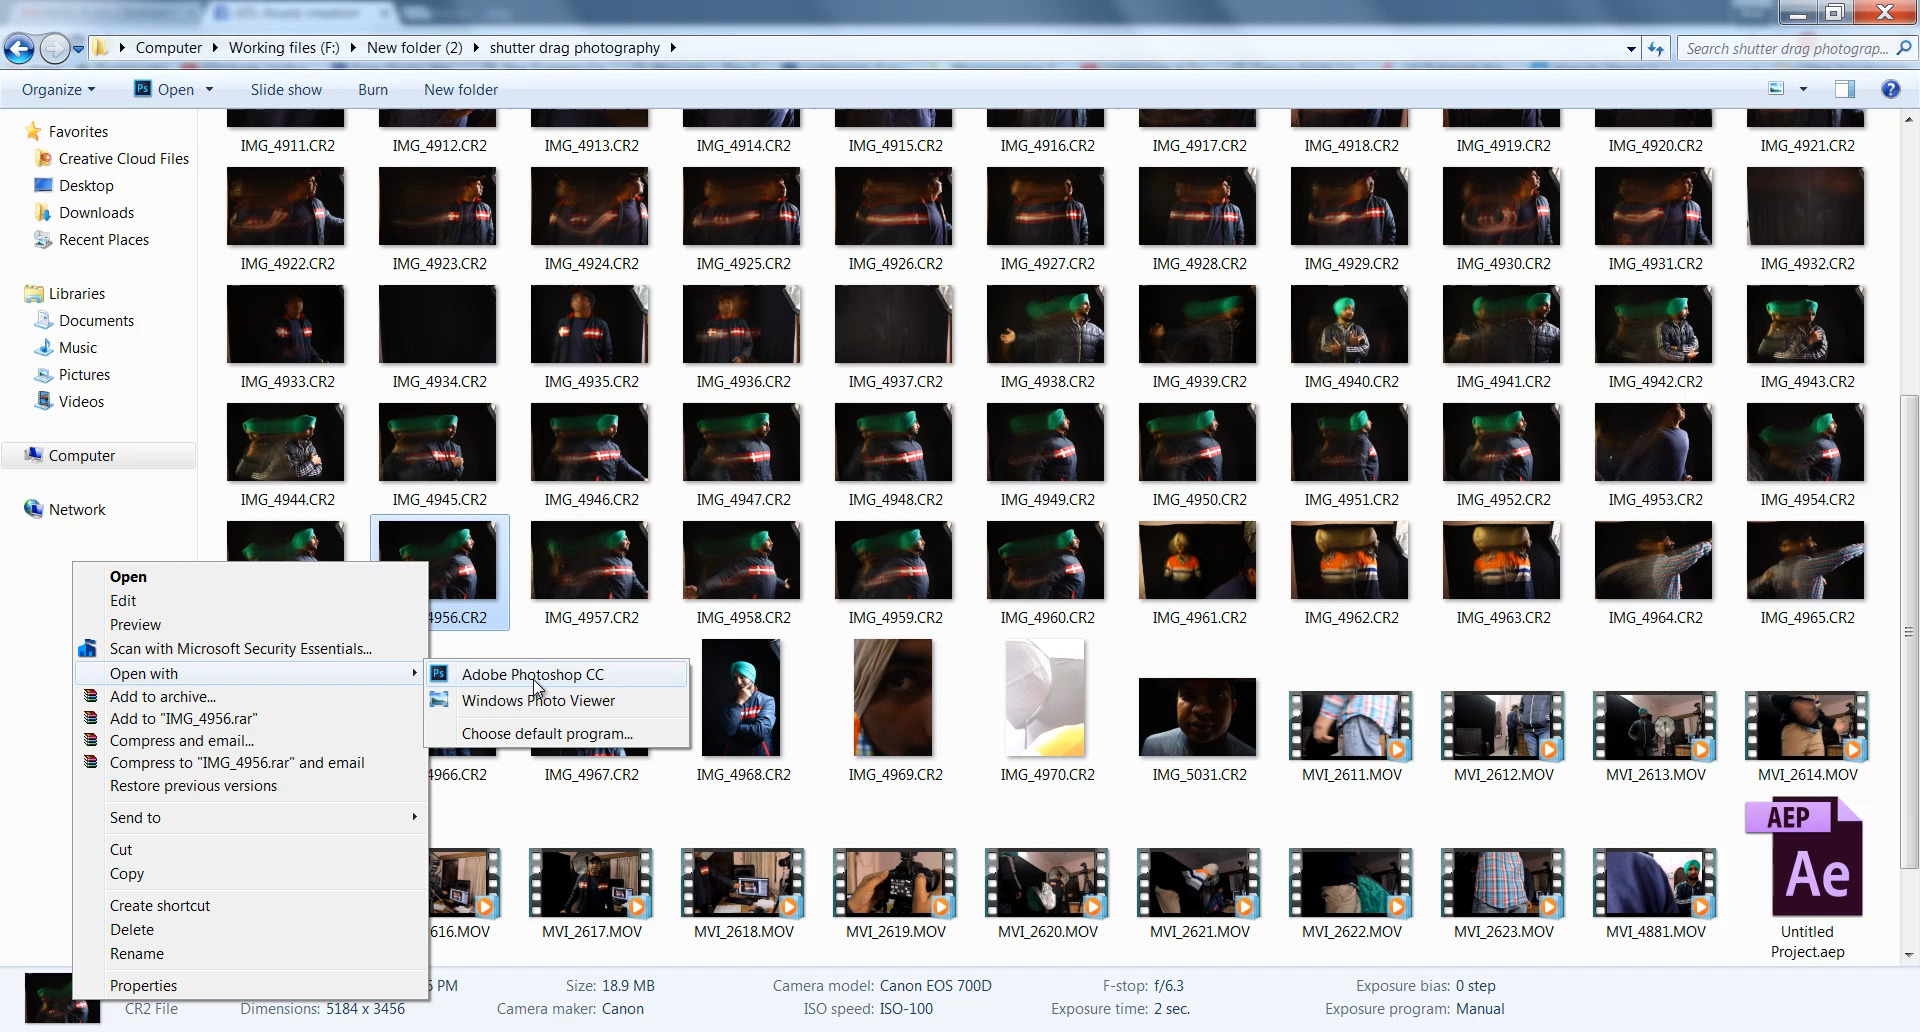 Computer Working files (F:) New folder (2) shutter drag photography
Search shutter drag photograp...
Organize Ps Open Slide show Burn New folder
Favorites
Creative Cloud Files
Desktop
Downloads
Recent Places
Libraries
Documents
Music
Pictures
Videos
Computer
Network
IMG_4911.CR2 IMG_4912.CR2 IMG_4913.CR2 IMG_4914.CR2 IMG_4915.CR2 IMG_4916.CR2 IMG_4917.CR2 IMG_4918.CR2 IMG_4919.CR2 IMG_4920.CR2 IMG_4921.CR2
IMG_4922.CR2 IMG_4923.CR2 IMG_4924.CR2 IMG_4925.CR2 IMG_4926.CR2 IMG_4927.CR2 IMG_4928.CR2 IMG_4929.CR2 IMG_4930.CR2 IMG_4931.CR2 IMG_4932.CR2
IMG_4933.CR2 IMG_4934.CR2 IMG_4935.CR2 IMG_4936.CR2 IMG_4937.CR2 IMG_4938.CR2 IMG_4939.CR2 IMG_4940.CR2 IMG_4941.CR2 IMG_4942.CR2 IMG_4943.CR2
IMG_4944.CR2 IMG_4945.CR2 IMG_4946.CR2 IMG_4947.CR2 IMG_4948.CR2 IMG_4949.CR2 IMG_4950.CR2 IMG_4951.CR2 IMG_4952.CR2 IMG_4953.CR2 IMG_4954.CR2
4956.CR2 IMG_4957.CR2 IMG_4958.CR2 IMG_4959.CR2 IMG_4960.CR2 IMG_4961.CR2 IMG_4962.CR2 IMG_4963.CR2 IMG_4964.CR2 IMG_4965.CR2
4966.CR2 IMG_4967.CR2 IMG_4968.CR2 IMG_4969.CR2 IMG_4970.CR2 IMG_5031.CR2 MVI_2611.MOV MVI_2612.MOV MVI_2613.MOV MVI_2614.MOV
616.MOV MVI_2617.MOV MVI_2618.MOV MVI_2619.MOV MVI_2620.MOV MVI_2621.MOV MVI_2622.MOV MVI_2623.MOV MVI_4881.MOV
AEP
Ae
Untitled
Project.aep
Open
Edit
Preview
Scan with Microsoft Security Essentials...
Open with
Add to archive...
Add to "IMG_4956.rar"
Compress and email...
Compress to "IMG_4956.rar" and email
Restore previous versions
Send to
Cut
Copy
Create shortcut
Delete
Rename
Properties
Ps Adobe Photoshop CC
Windows Photo Viewer
Choose default program...
PM Size: 18.9 MB Camera model: Canon EOS 700D F-stop: f/6.3 Exposure bias: 0 step
CR2 File Dimensions: 5184 x 3456 Camera maker: Canon ISO speed: ISO-100 Exposure time: 2 sec. Exposure program: Manual